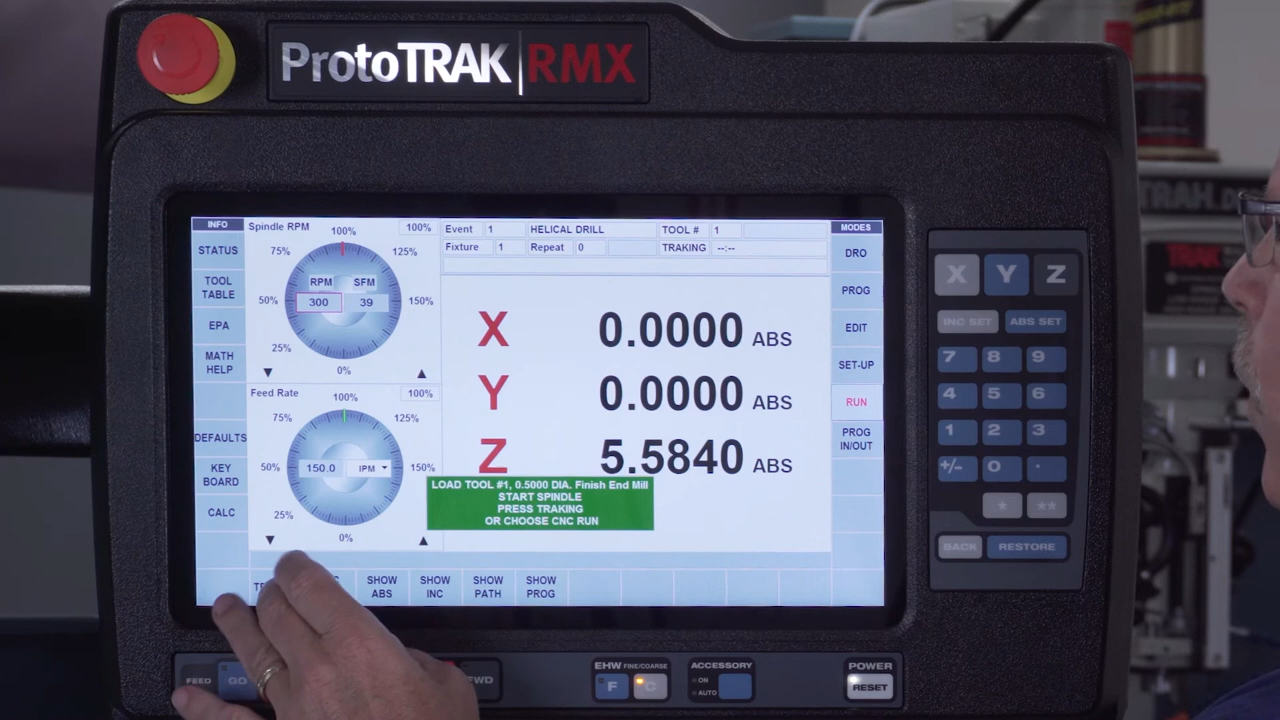 ProtoTRAK RMX
INFO
STATUS
TOOL
TABLE
EPA
MATH
HELP
DEFAULTS
KEY
BOARD
CALC
Spindle RPM
100%
100%
75%
125%
RPM
SFM
300
39
50%
150%
25%
0%
Feed Rate
100%
100%
75%
125%
150.0
IPM
50%
150%
25%
0%
Event 1 HELICAL DRILL TOOL # 1
Fixture 1 Repeat 0 TRAKING --:--
X 0.0000 ABS
Y 0.0000 ABS
Z 5.5840 ABS
LOAD TOOL #1, 0.5000 DIA. Finish End Mill
START SPINDLE
PRESS TRAKING
OR CHOOSE CNC RUN
SHOW
ABS
SHOW
INC
SHOW
PATH
SHOW
PROG
MODES
DRO
PROG
EDIT
SET-UP
RUN
PROG
IN/OUT
X Y Z
INC SET ABS SET
7 8 9
4 5 6
1 2 3
+/- 0 .
* **
BACK RESTORE
FEED GO
FWD
EHW FINE/COARSE
F C
ACCESSORY
ON
AUTO
POWER
RESET
TRAK